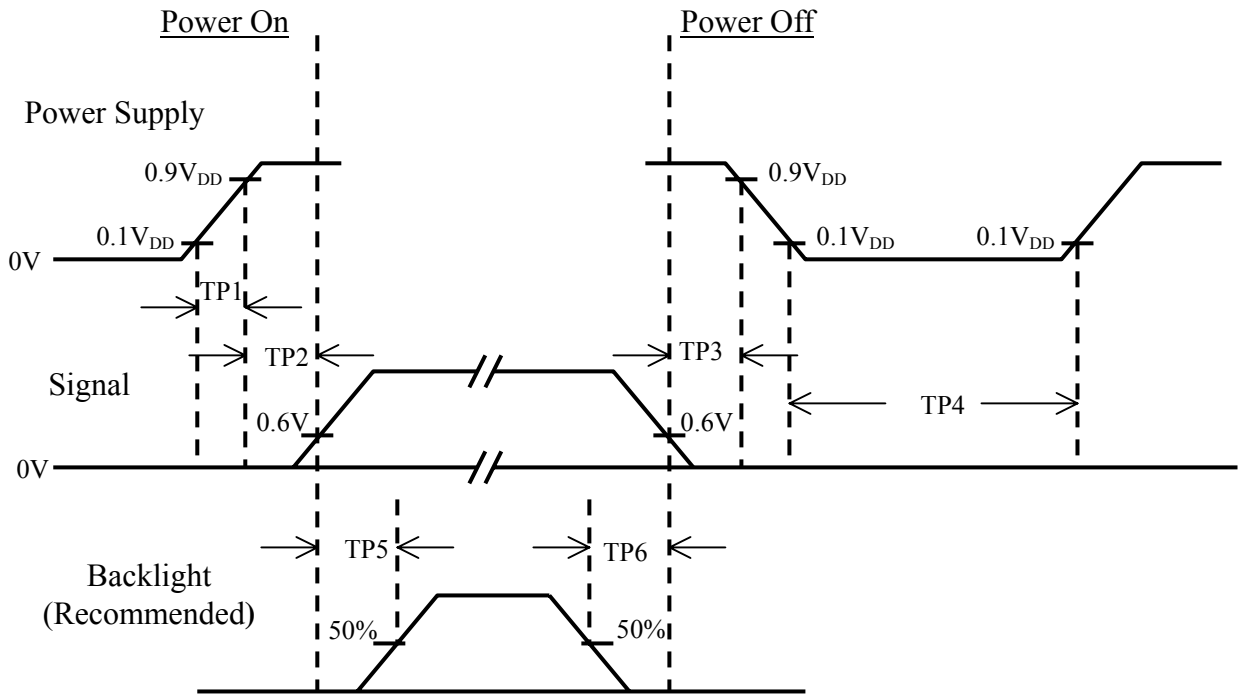 Power On
Power Off
Power Supply
0.9VDD
0.9VDD
0.1VDD
0.1VDD
0.1VDD
0V
TP1
TP2
TP3
Signal
TP4
0.6V
0.6V
0V
TP5
TP6
Backlight
(Recommended)
50%
50%